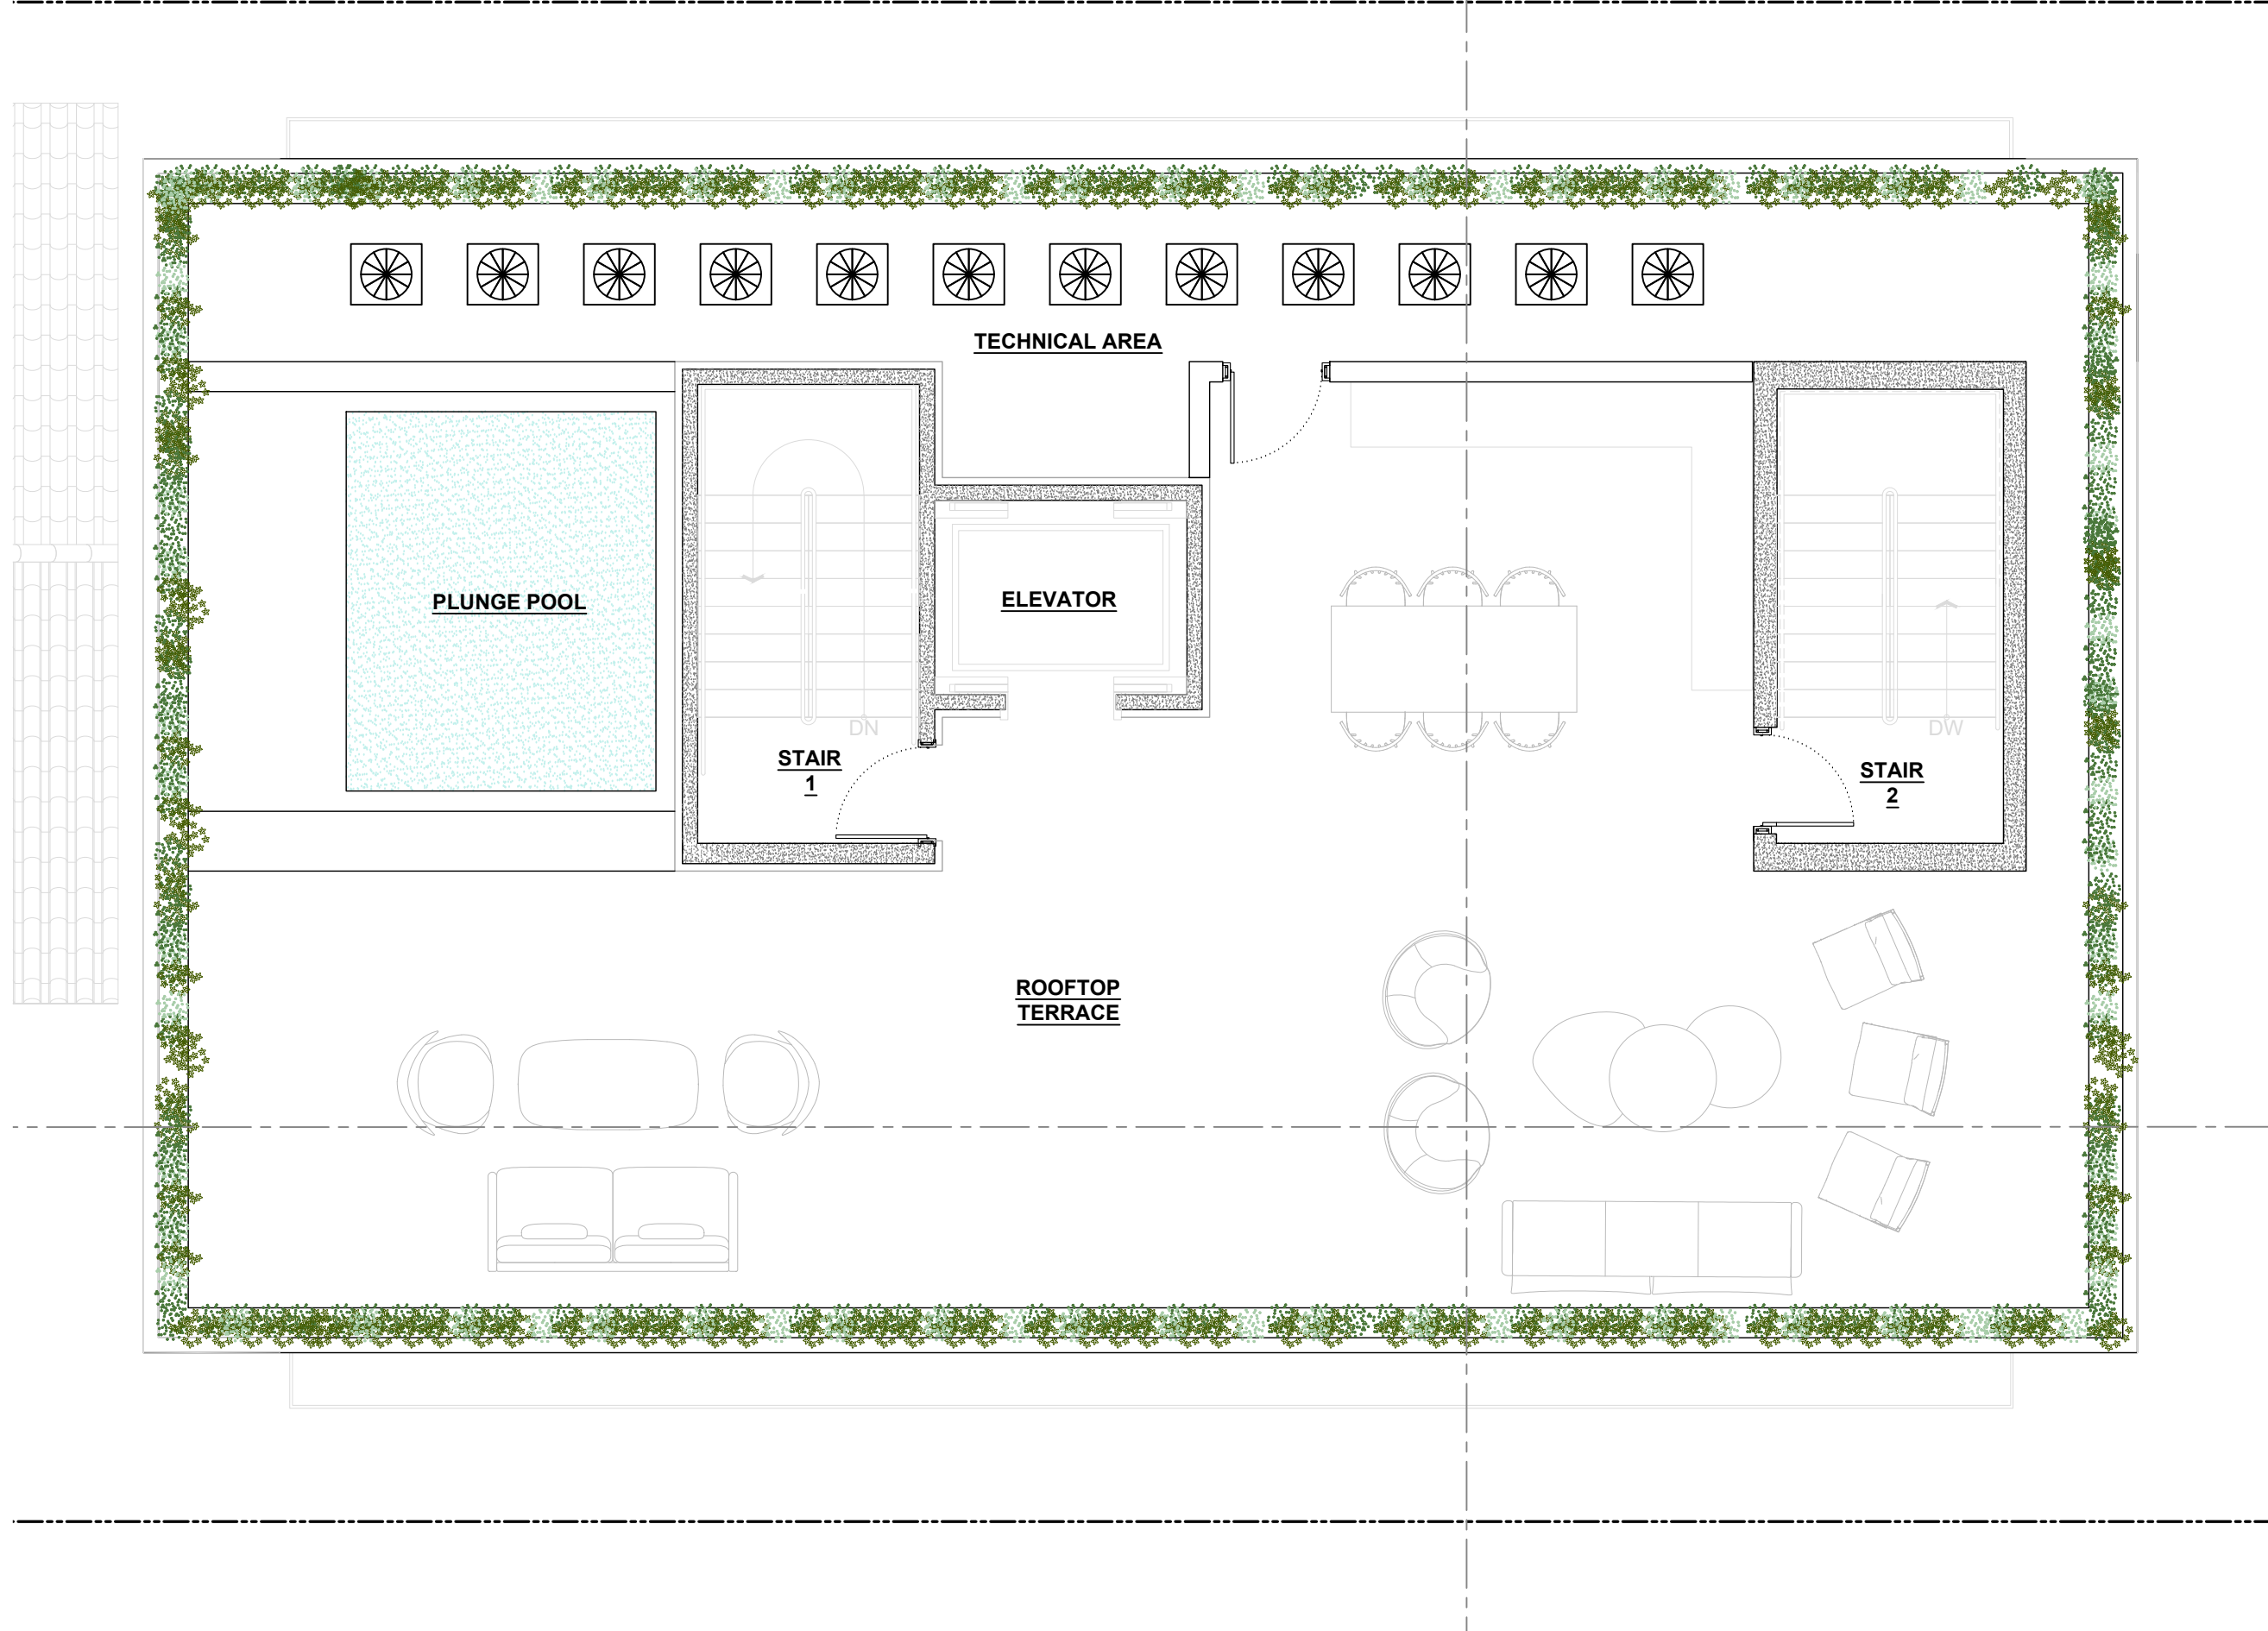 TECHNICAL AREA
PLUNGE POOL
ELEVATOR
DN
DW
STAIR
1
STAIR
2
ROOFTOP
TERRACE